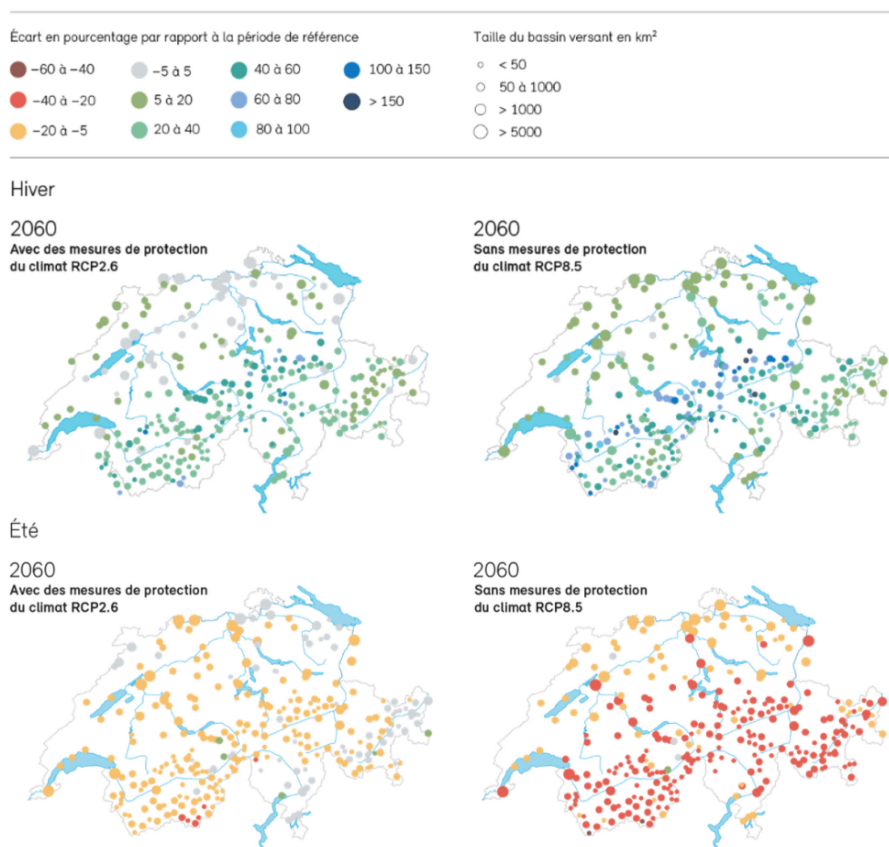 Écart en pourcentage par rapport à la période de référence
Taille du bassin versant en km²
−60 à −40
−5 à 5
40 à 60
100 à 150
< 50
−40 à −20
5 à 20
60 à 80
> 150
50 à 1000
−20 à −5
20 à 40
80 à 100
> 1000
> 5000
Hiver
2060
Avec des mesures de protection
du climat RCP2.6
2060
Sans mesures de protection
du climat RCP8.5
Été
2060
Avec des mesures de protection
du climat RCP2.6
2060
Sans mesures de protection
du climat RCP8.5